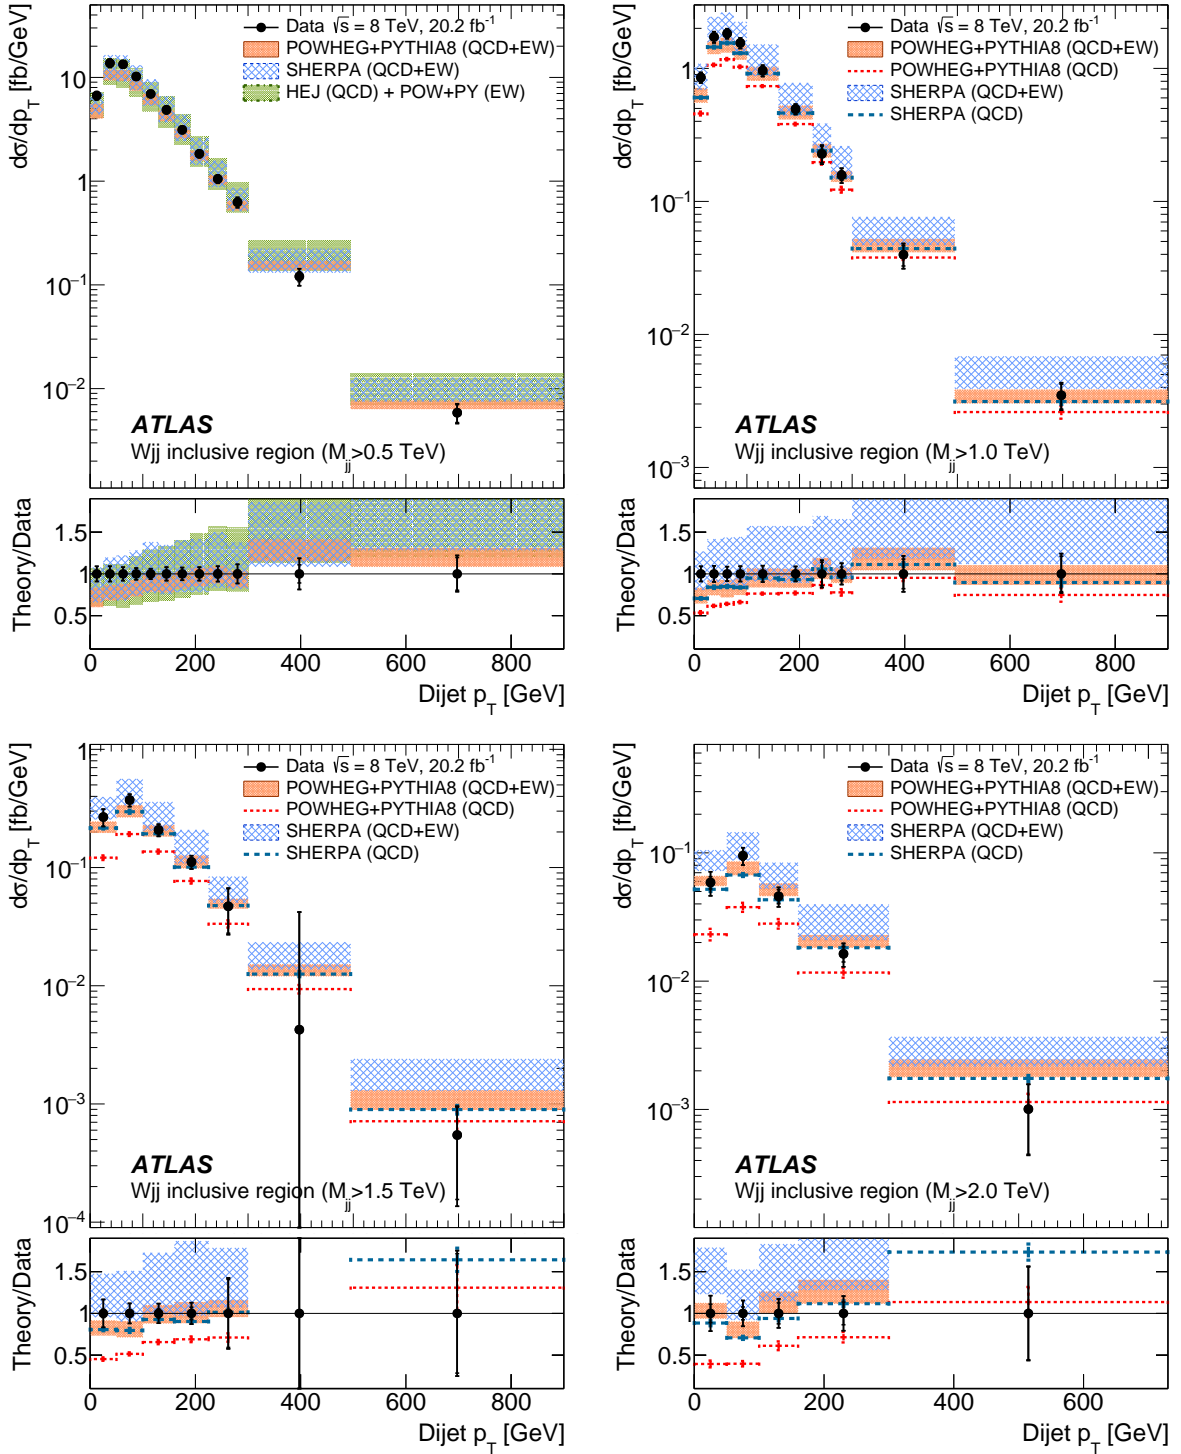 dσ/dp_T [fb/GeV]
Data √s = 8 TeV, 20.2 fb⁻¹
POWHEG+PYTHIA8 (QCD+EW)
SHERPA (QCD+EW)
HEJ (QCD) + POW+PY (EW)
10
1
10⁻¹
10⁻²
ATLAS
Wjj inclusive region (M_jj>0.5 TeV)
Theory/Data
1.5
1
0.5
0 200 400 600 800
Dijet p_T [GeV]
dσ/dp_T [fb/GeV]
Data √s = 8 TeV, 20.2 fb⁻¹
POWHEG+PYTHIA8 (QCD+EW)
POWHEG+PYTHIA8 (QCD)
SHERPA (QCD+EW)
SHERPA (QCD)
1
10⁻¹
10⁻²
10⁻³
ATLAS
Wjj inclusive region (M_jj>1.0 TeV)
Theory/Data
1.5
1
0.5
0 200 400 600 800
Dijet p_T [GeV]
dσ/dp_T [fb/GeV]
Data √s = 8 TeV, 20.2 fb⁻¹
POWHEG+PYTHIA8 (QCD+EW)
POWHEG+PYTHIA8 (QCD)
SHERPA (QCD+EW)
SHERPA (QCD)
1
10⁻¹
10⁻²
10⁻³
10⁻⁴
ATLAS
Wjj inclusive region (M_jj>1.5 TeV)
Theory/Data
1.5
1
0.5
0 200 400 600 800
Dijet p_T [GeV]
dσ/dp_T [fb/GeV]
Data √s = 8 TeV, 20.2 fb⁻¹
POWHEG+PYTHIA8 (QCD+EW)
POWHEG+PYTHIA8 (QCD)
SHERPA (QCD+EW)
SHERPA (QCD)
10⁻¹
10⁻²
10⁻³
ATLAS
Wjj inclusive region (M_jj>2.0 TeV)
Theory/Data
1.5
1
0.5
0 200 400 600
Dijet p_T [GeV]